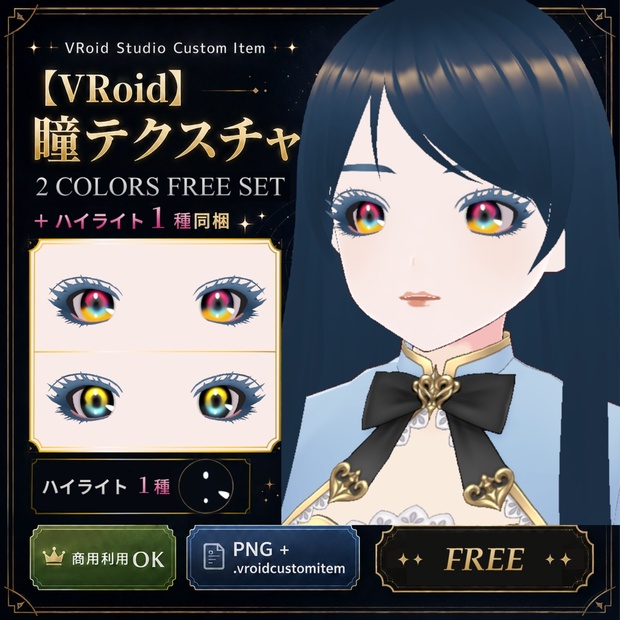 VRoid Studio Custom Item
【VRoid】
瞳テクスチャ
2 COLORS FREE SET
+ ハイライト 1 種同梱
ハイライト 1種
商用利用 OK
PNG +
.vroidcustomitem
FREE